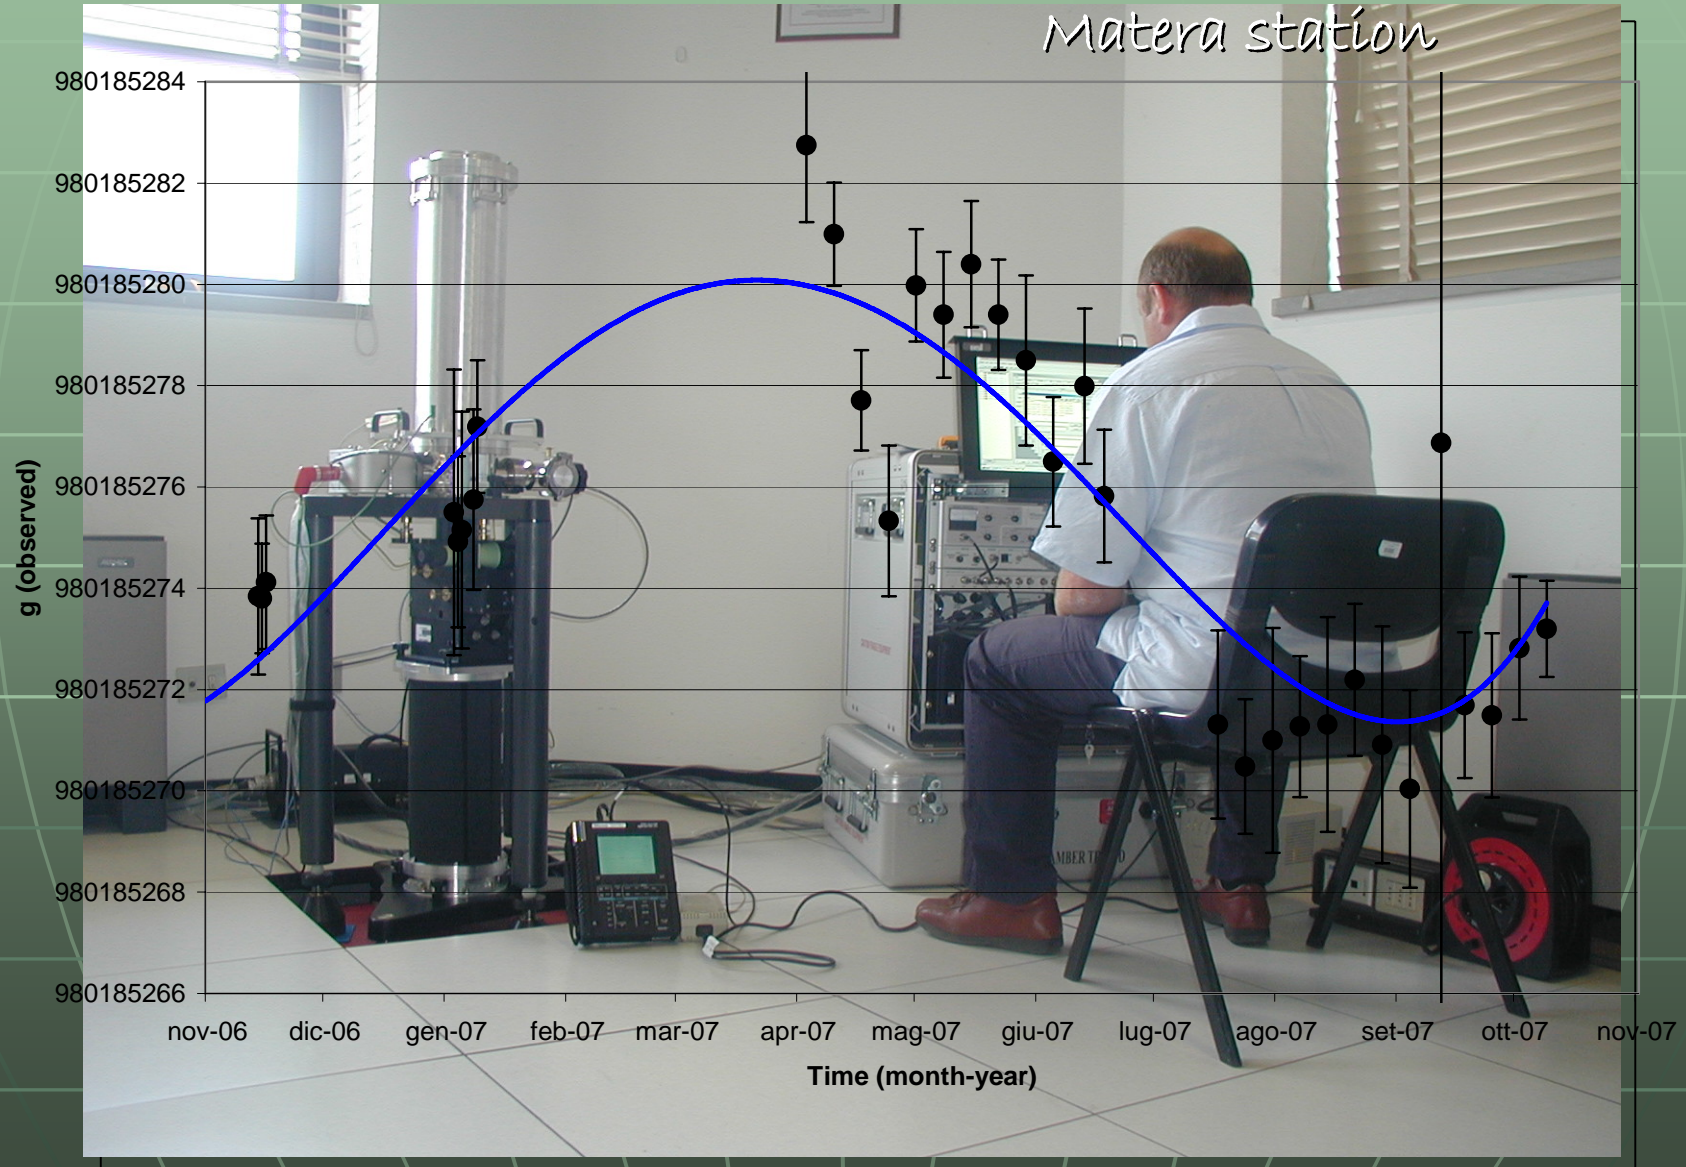 Matera station
980185284
980185282
980185280
980185278
980185276
980185274
980185272
980185270
980185268
980185266
g (observed)
nov-06 dic-06 gen-07 feb-07 mar-07 apr-07 mag-07 giu-07 lug-07 ago-07 set-07 ott-07 nov-07
Time (month-year)